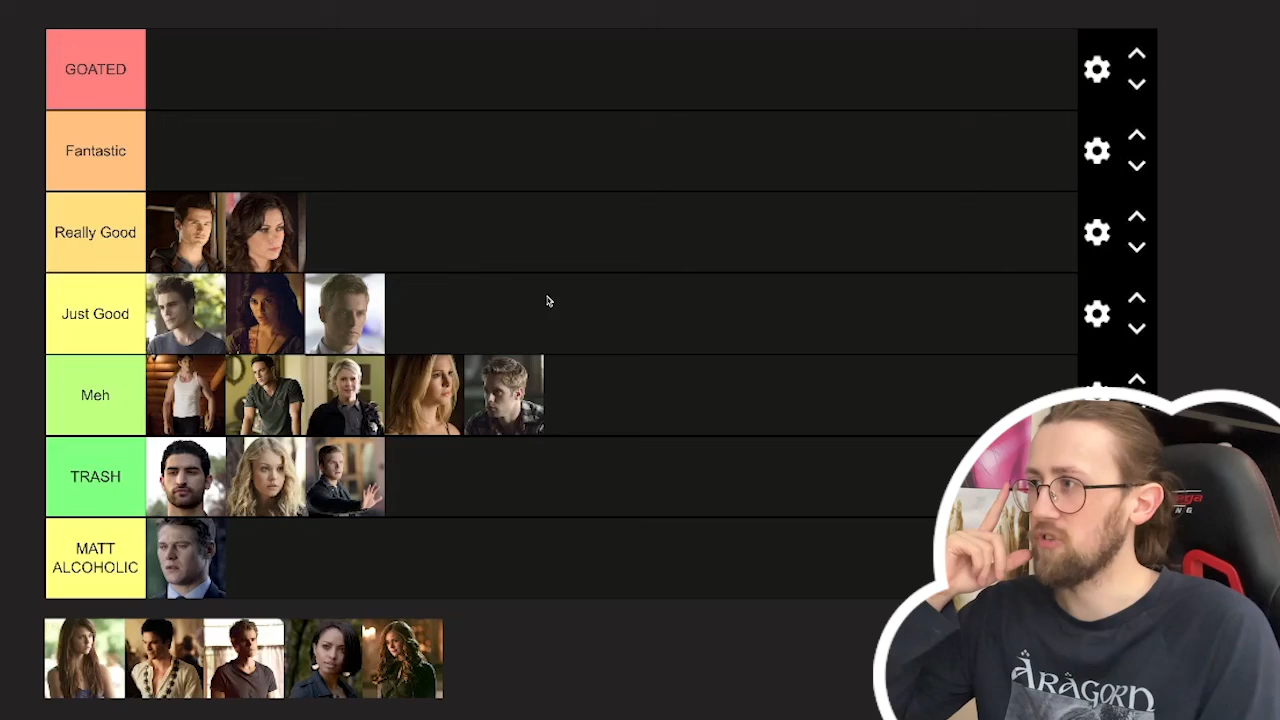 GOATED
Fantastic
Really Good
Just Good
Meh
TRASH
MATT
ALCOHOLIC
ARAGORN